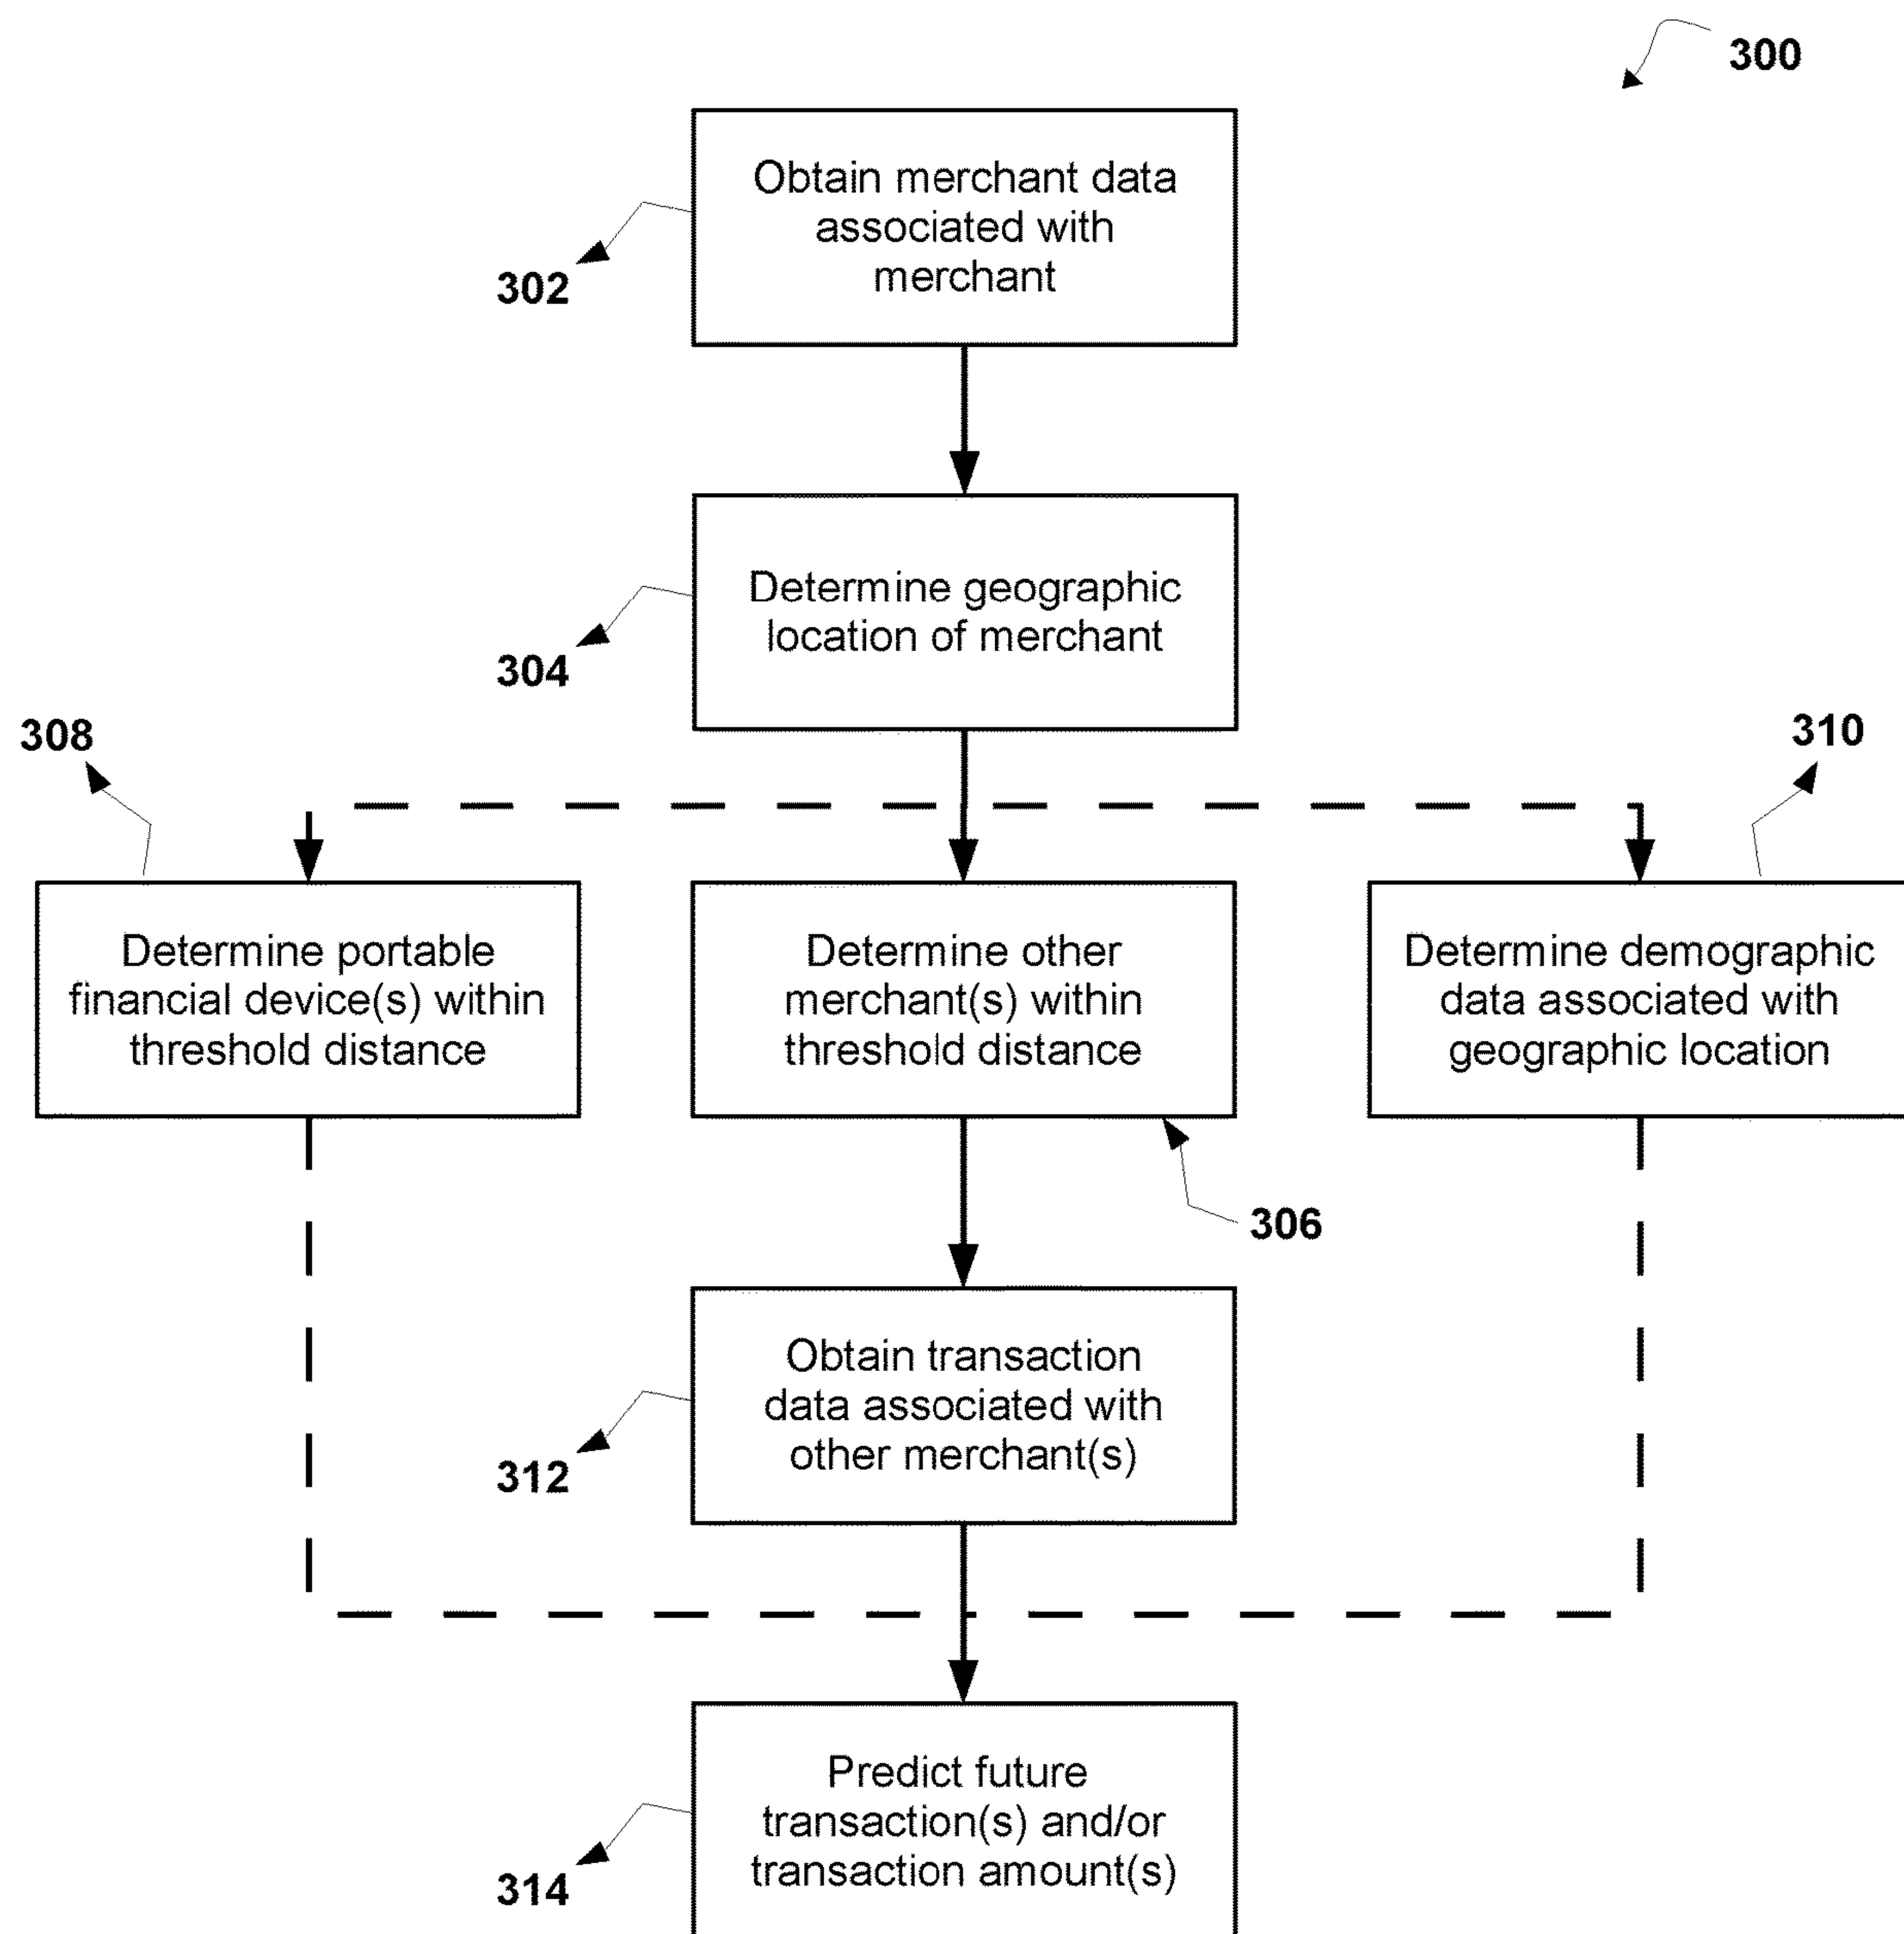 300
Obtain merchant data
associated with
merchant
302
Determine geographic
location of merchant
304
308
310
Determine portable
financial device(s) within
threshold distance
Determine other
merchant(s) within
threshold distance
Determine demographic
data associated with
geographic location
306
Obtain transaction
data associated with
other merchant(s)
312
Predict future
transaction(s) and/or
transaction amount(s)
314